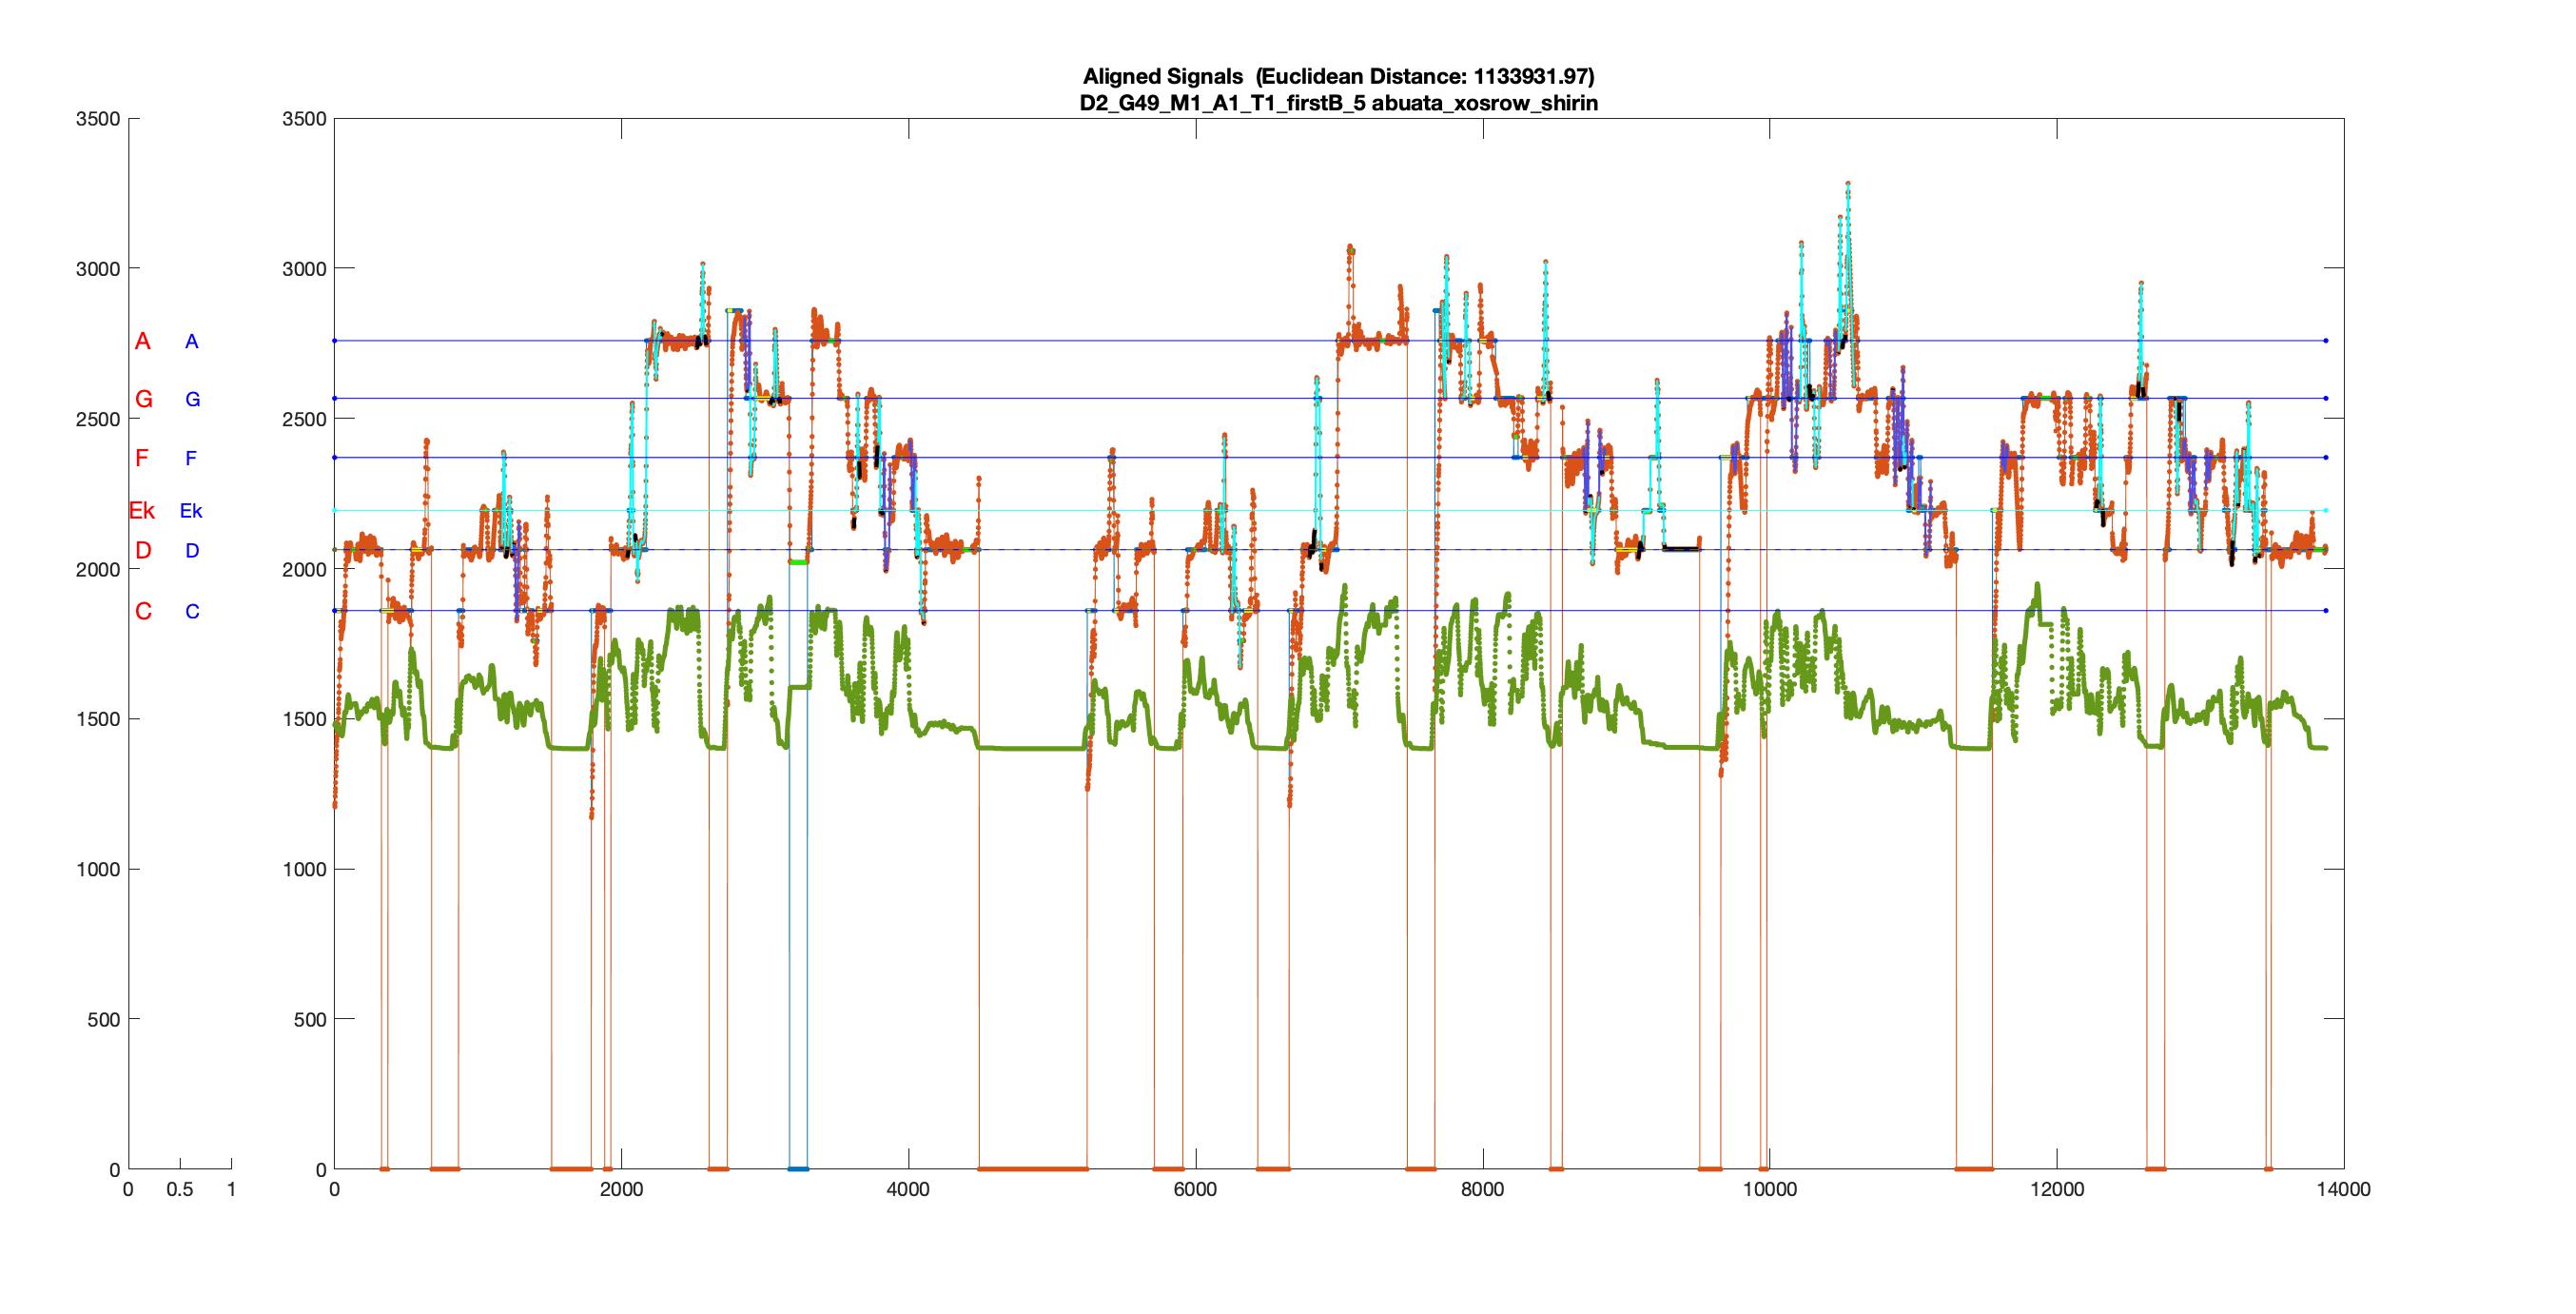 Aligned Signals (Euclidean Distance: 1133931.97)
D2_G49_M1_A1_T1_firstB_5 abuata_xosrow_shirin
3500
3000
2500
2000
1500
1000
500
0
A
G
F
Ek
D
C
A
G
F
Ek
D
C
0 0.5 1
3500
3000
2500
2000
1500
1000
500
0
0 2000 4000 6000 8000 10000 12000 14000